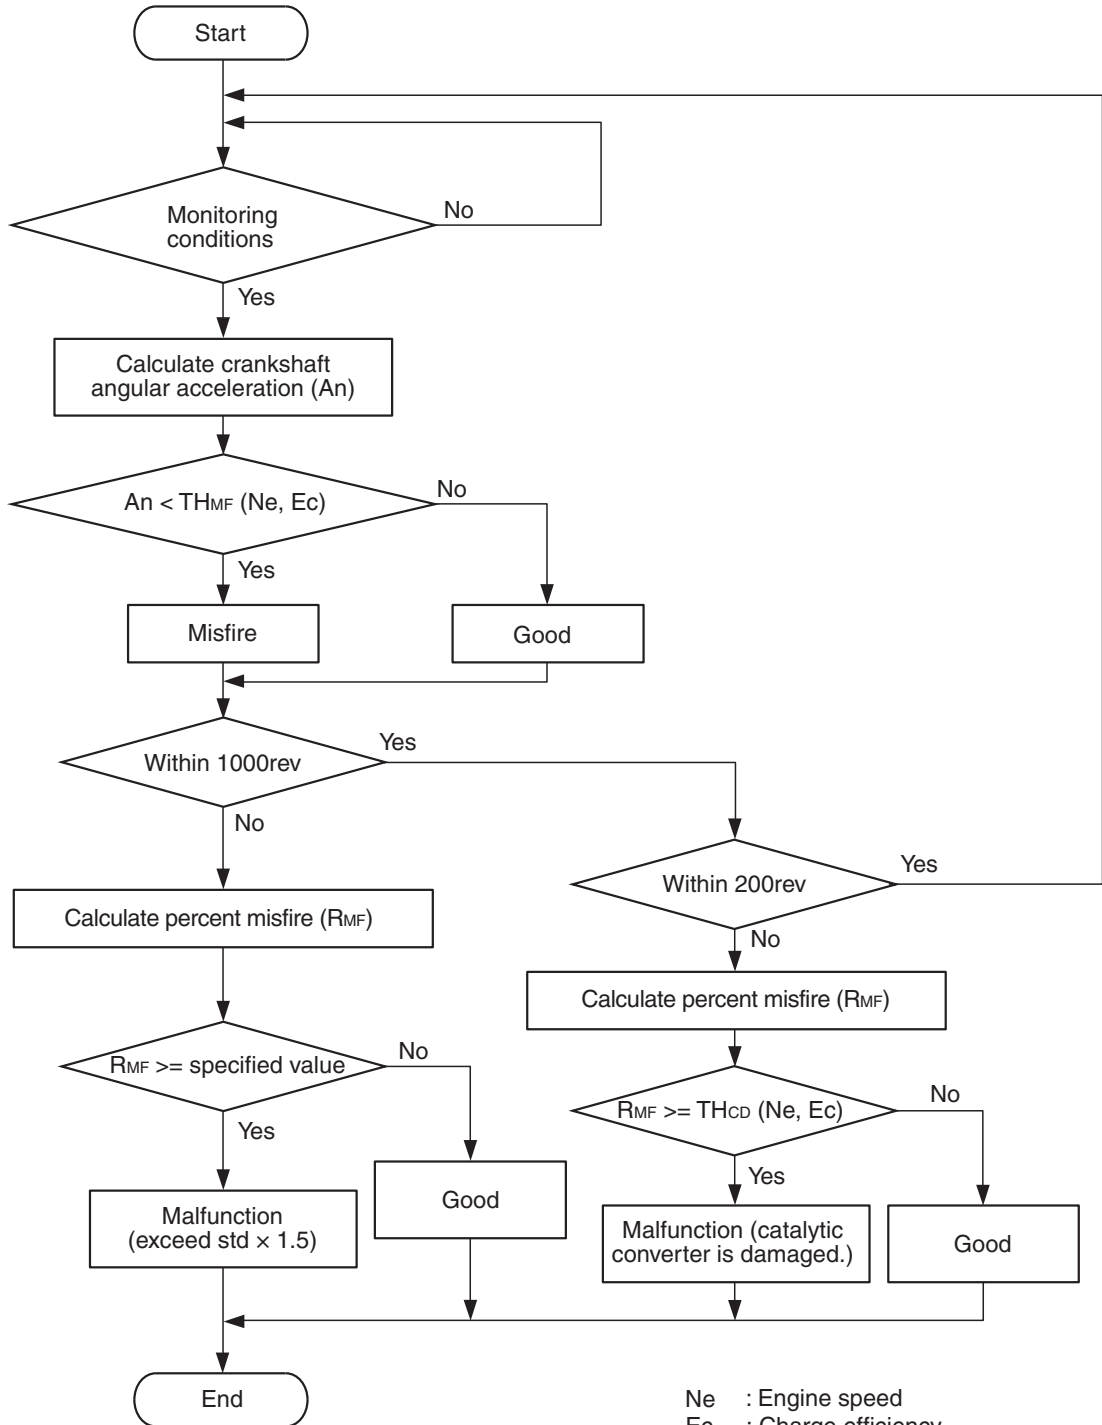 Start
Monitoring
conditions
No
Yes
Calculate crankshaft
angular acceleration (An)
An < THMF (Ne, Ec)
No
Yes
Misfire
Good
Within 1000rev
Yes
No
Within 200rev
Yes
No
Calculate percent misfire (RMF)
Calculate percent misfire (RMF)
RMF >= specified value
No
Yes
RMF >= THCD (Ne, Ec)
No
Yes
Malfunction
(exceed std × 1.5)
Good
Malfunction (catalytic
converter is damaged.)
Good
End
Ne : Engine speed
Ec : Charge efficiency